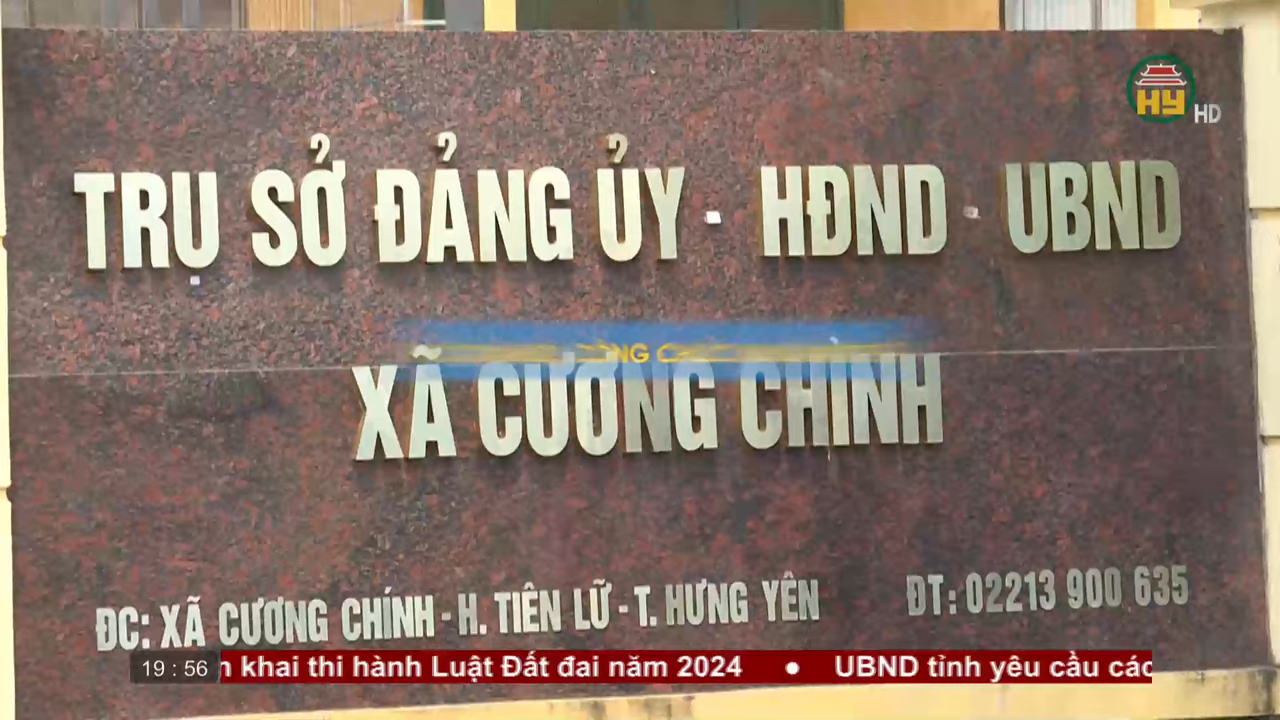 HY HD
TRỤ SỞ ĐẢNG ỦY - HĐND - UBND
XÃ CƯƠNG CHÍNH
ĐC: XÃ CƯƠNG CHÍNH - H. TIÊN LỮ - T. HƯNG YÊN ĐT: 02213 900 635
19 : 56 khai thi hành Luật Đất đai năm 2024 • UBND tỉnh yêu cầu các